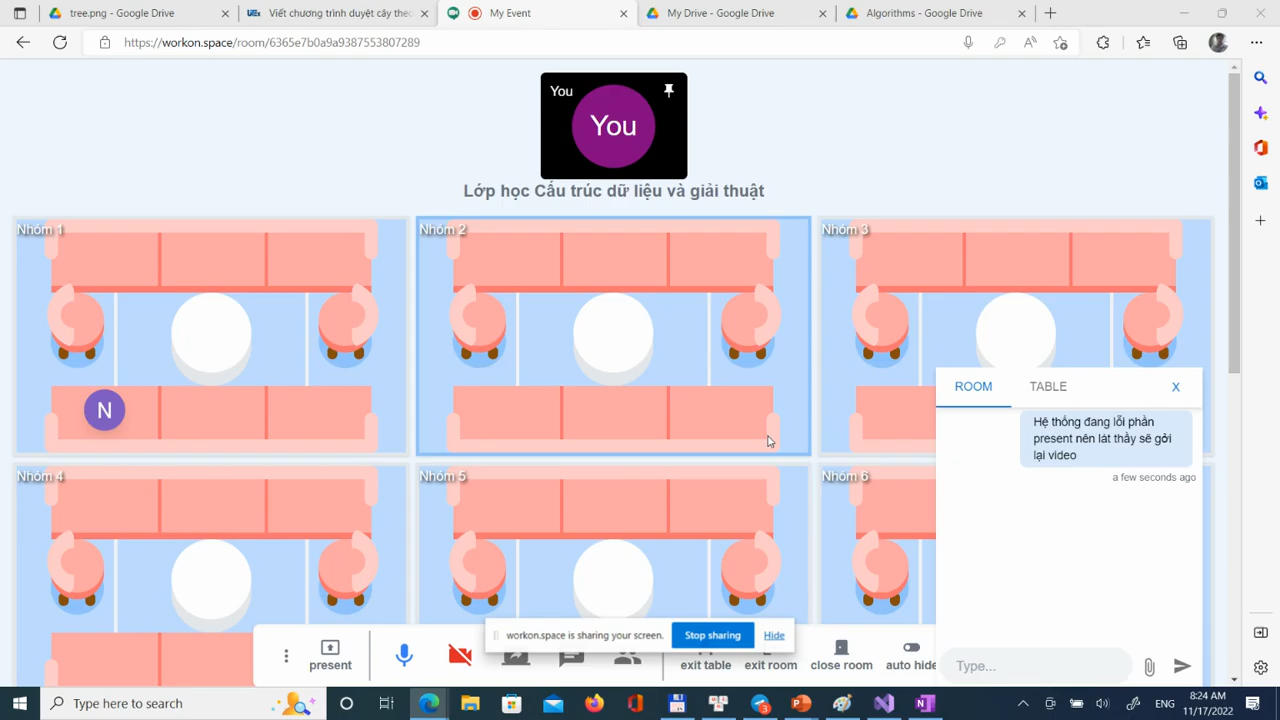 tree.png - Google Drive
Viết chương trình duyệt cây theo
My Event
My Drive - Google Drive
Algorithms - Google Drive
https://workon.space/room/6365e7b0a9a9387553807289
You
You
Lớp học Cấu trúc dữ liệu và giải thuật
Nhóm 1
Nhóm 2
Nhóm 3
N
ROOM
TABLE
X
Hệ thống đang lỗi phần
present nên lát thầy sẽ gởi
lại video
a few seconds ago
Nhóm 4
Nhóm 5
Nhóm 6
workon.space is sharing your screen.
Stop sharing
Hide
present
exit table
exit room
close room
auto hide
Type...
Type here to search
ENG
8:24 AM
11/17/2022